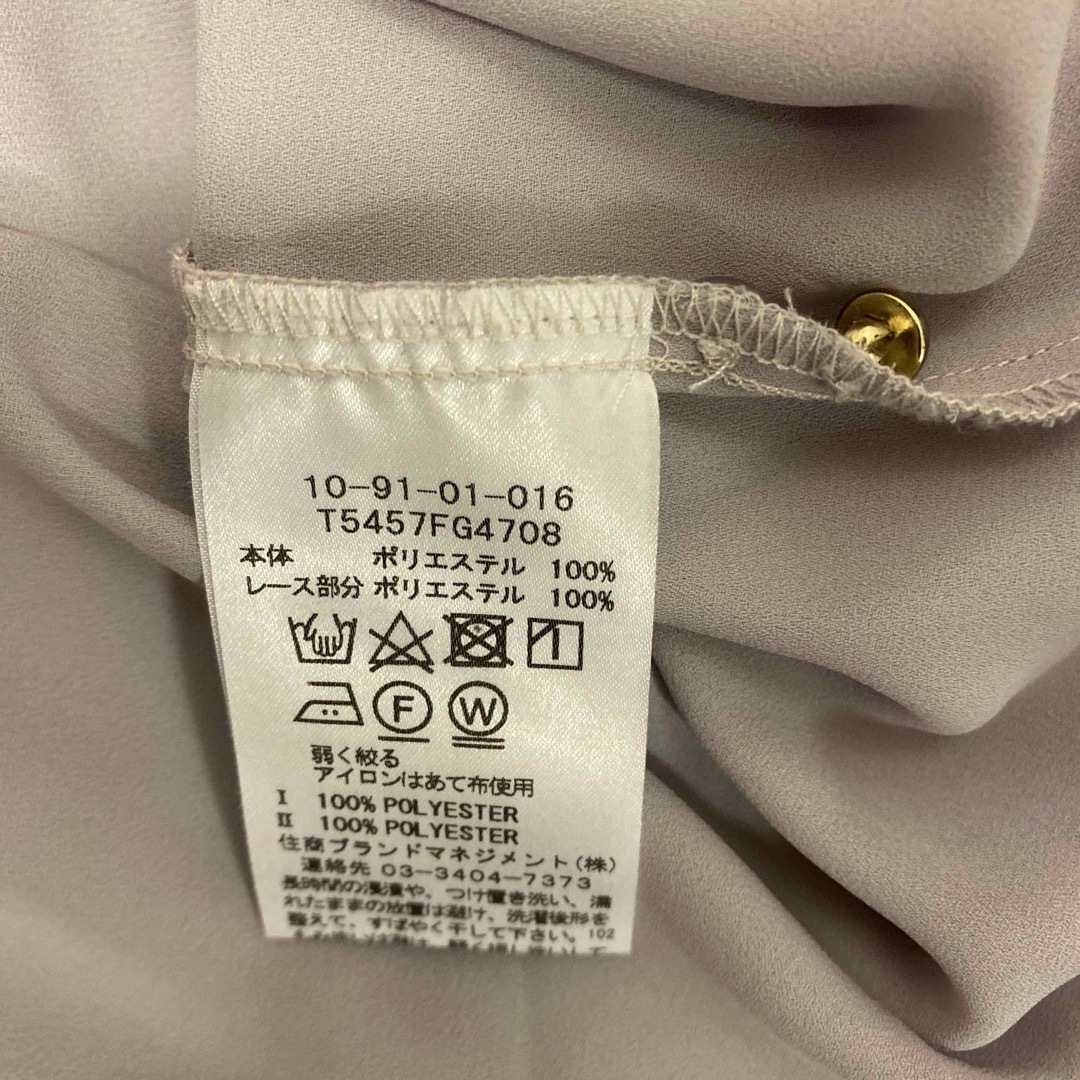 10-91-01-016
T5457FG4708
本体 ポリエステル 100%
レース部分 ポリエステル 100%
F W
弱く絞る
アイロンはあて布使用
I 100% POLYESTER
II 100% POLYESTER
住商ブランドマネジメント(株)
連絡先 03-3404-7373
長時間の浸漬や、つけ置き洗い、濡
れたままの放置は避け、洗濯後形を
整えて、すばやく干して下さい。102